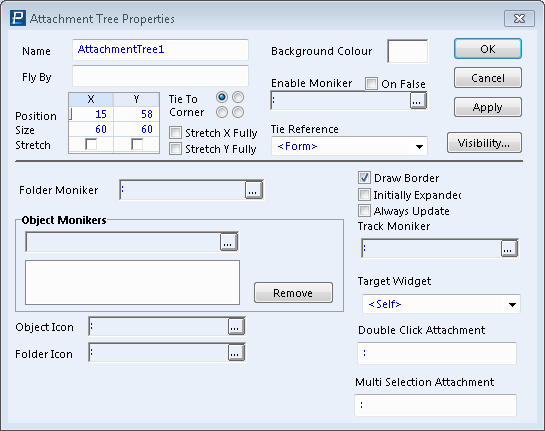 Attachment Tree Properties
Name
AttachmentTree1
Background Colour
OK
Fly By
Cancel
Enable Moniker
On False
:
...
Apply
X
Y
Tie To
Corner
Position
15
58
Size
60
60
Stretch
Stretch X Fully
Stretch Y Fully
Tie Reference
<Form>
Visibility...
Folder Moniker
:
...
Draw Border
Initially Expanded
Always Update
Track Moniker
:
...
Object Monikers
...
Remove
Target Widget
<Self>
Object Icon
:
...
Double Click Attachment
:
Folder Icon
:
...
Multi Selection Attachment
: